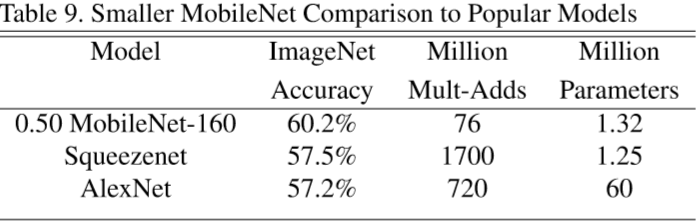 Table 9. Smaller MobileNet Comparison to Popular Models
Model ImageNet Million Million
Accuracy Mult-Adds Parameters
0.50 MobileNet-160 60.2% 76 1.32
Squeezenet 57.5% 1700 1.25
AlexNet 57.2% 720 60